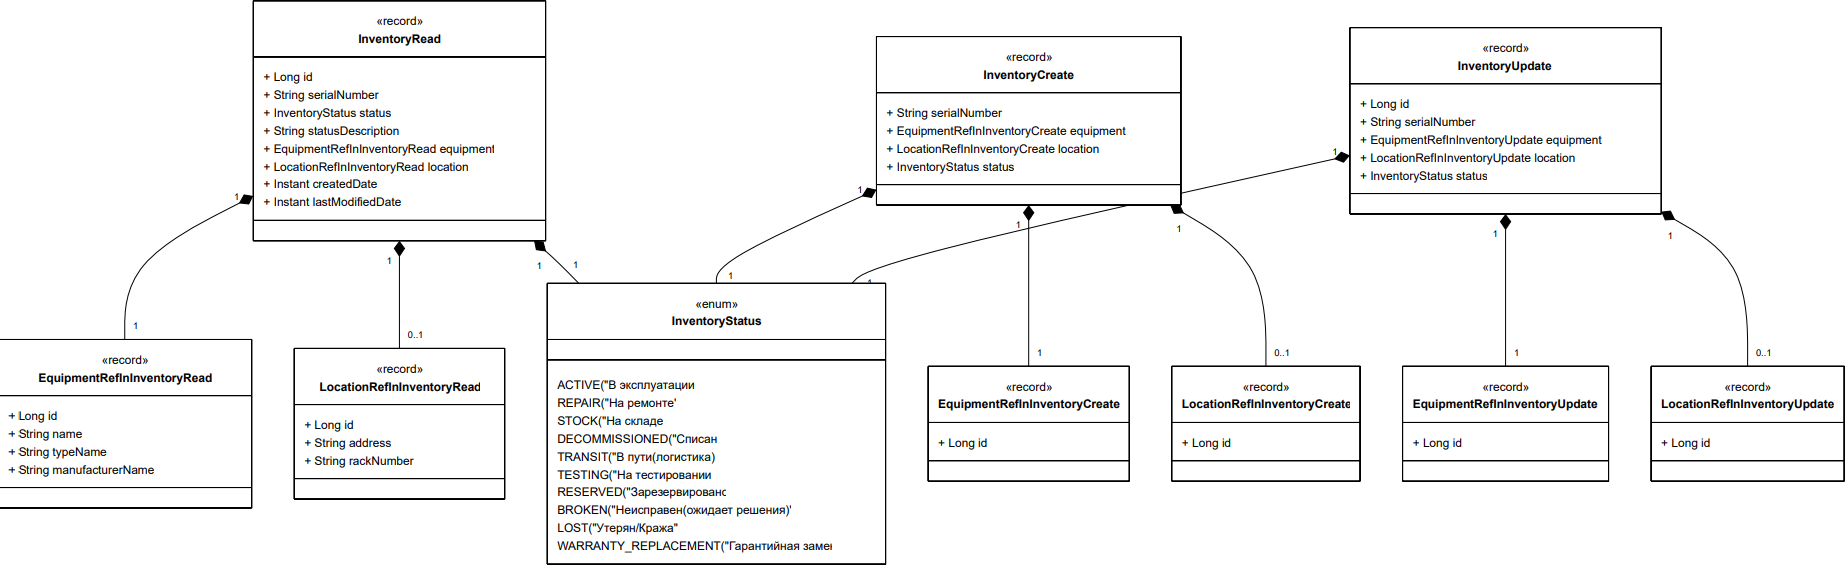 «record»
InventoryRead
+ Long id
+ String serialNumber
+ InventoryStatus status
+ String statusDescription
+ EquipmentRefInInventoryRead equipment
+ LocationRefInInventoryRead location
+ Instant createdDate
+ Instant lastModifiedDate
«record»
InventoryCreate
+ String serialNumber
+ EquipmentRefInInventoryCreate equipment
+ LocationRefInInventoryCreate location
+ InventoryStatus status
«record»
InventoryUpdate
+ Long id
+ String serialNumber
+ EquipmentRefInInventoryUpdate equipment
+ LocationRefInInventoryUpdate location
+ InventoryStatus status
1
1
1
1
1
1
1
1
1
1
1
1
1
0..1
1
0..1
1
0..1
«record»
EquipmentRefInInventoryRead
+ Long id
+ String name
+ String typeName
+ String manufacturerName
«record»
LocationRefInInventoryRead
+ Long id
+ String address
+ String rackNumber
«enum»
InventoryStatus
ACTIVE("В эксплуатации
REPAIR("На ремонте'
STOCK("На складе
DECOMMISSIONED("Списан
TRANSIT("В пути(логистика)
TESTING("На тестировании
RESERVED("Зарезервированс
BROKEN("Неисправен(ожидает решения)'
LOST("Утерян/Кража"
WARRANTY_REPLACEMENT("Гарантийная замен
«record»
EquipmentRefInInventoryCreate
+ Long id
«record»
LocationRefInInventoryCreate
+ Long id
«record»
EquipmentRefInInventoryUpdate
+ Long id
«record»
LocationRefInInventoryUpdate
+ Long id